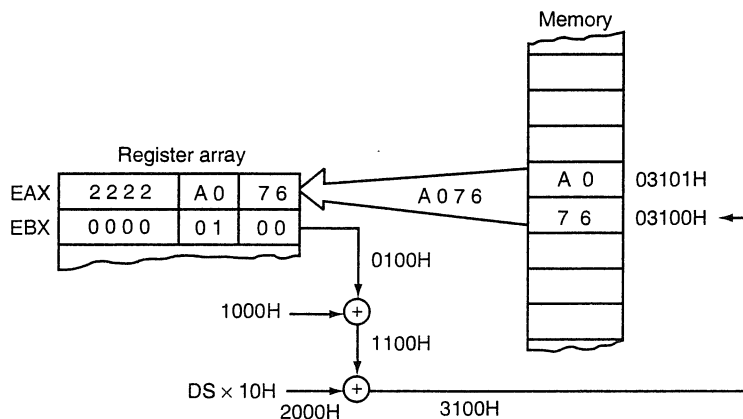 Memory
Register array
EAX 2222 A0 76
EBX 0000 01 00
A076
A0 03101H
76 03100H
0100H
1000H +
1100H
DS × 10H +
2000H 3100H